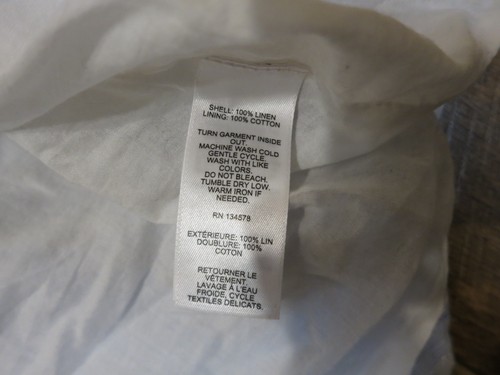 SHELL: 100% LINEN
LINING: 100% COTTON
TURN GARMENT INSIDE
OUT.
MACHINE WASH COLD
GENTLE CYCLE.
WASH WITH LIKE
COLORS.
DO NOT BLEACH.
TUMBLE DRY LOW.
WARM IRON IF
NEEDED.
RN 134578
EXTÉRIEURE: 100% LIN
DOUBLURE: 100%
COTON
RETOURNER LE
VÊTEMENT.
LAVAGE À L'EAU
FROIDE, CYCLE
TEXTILES DELICATS.